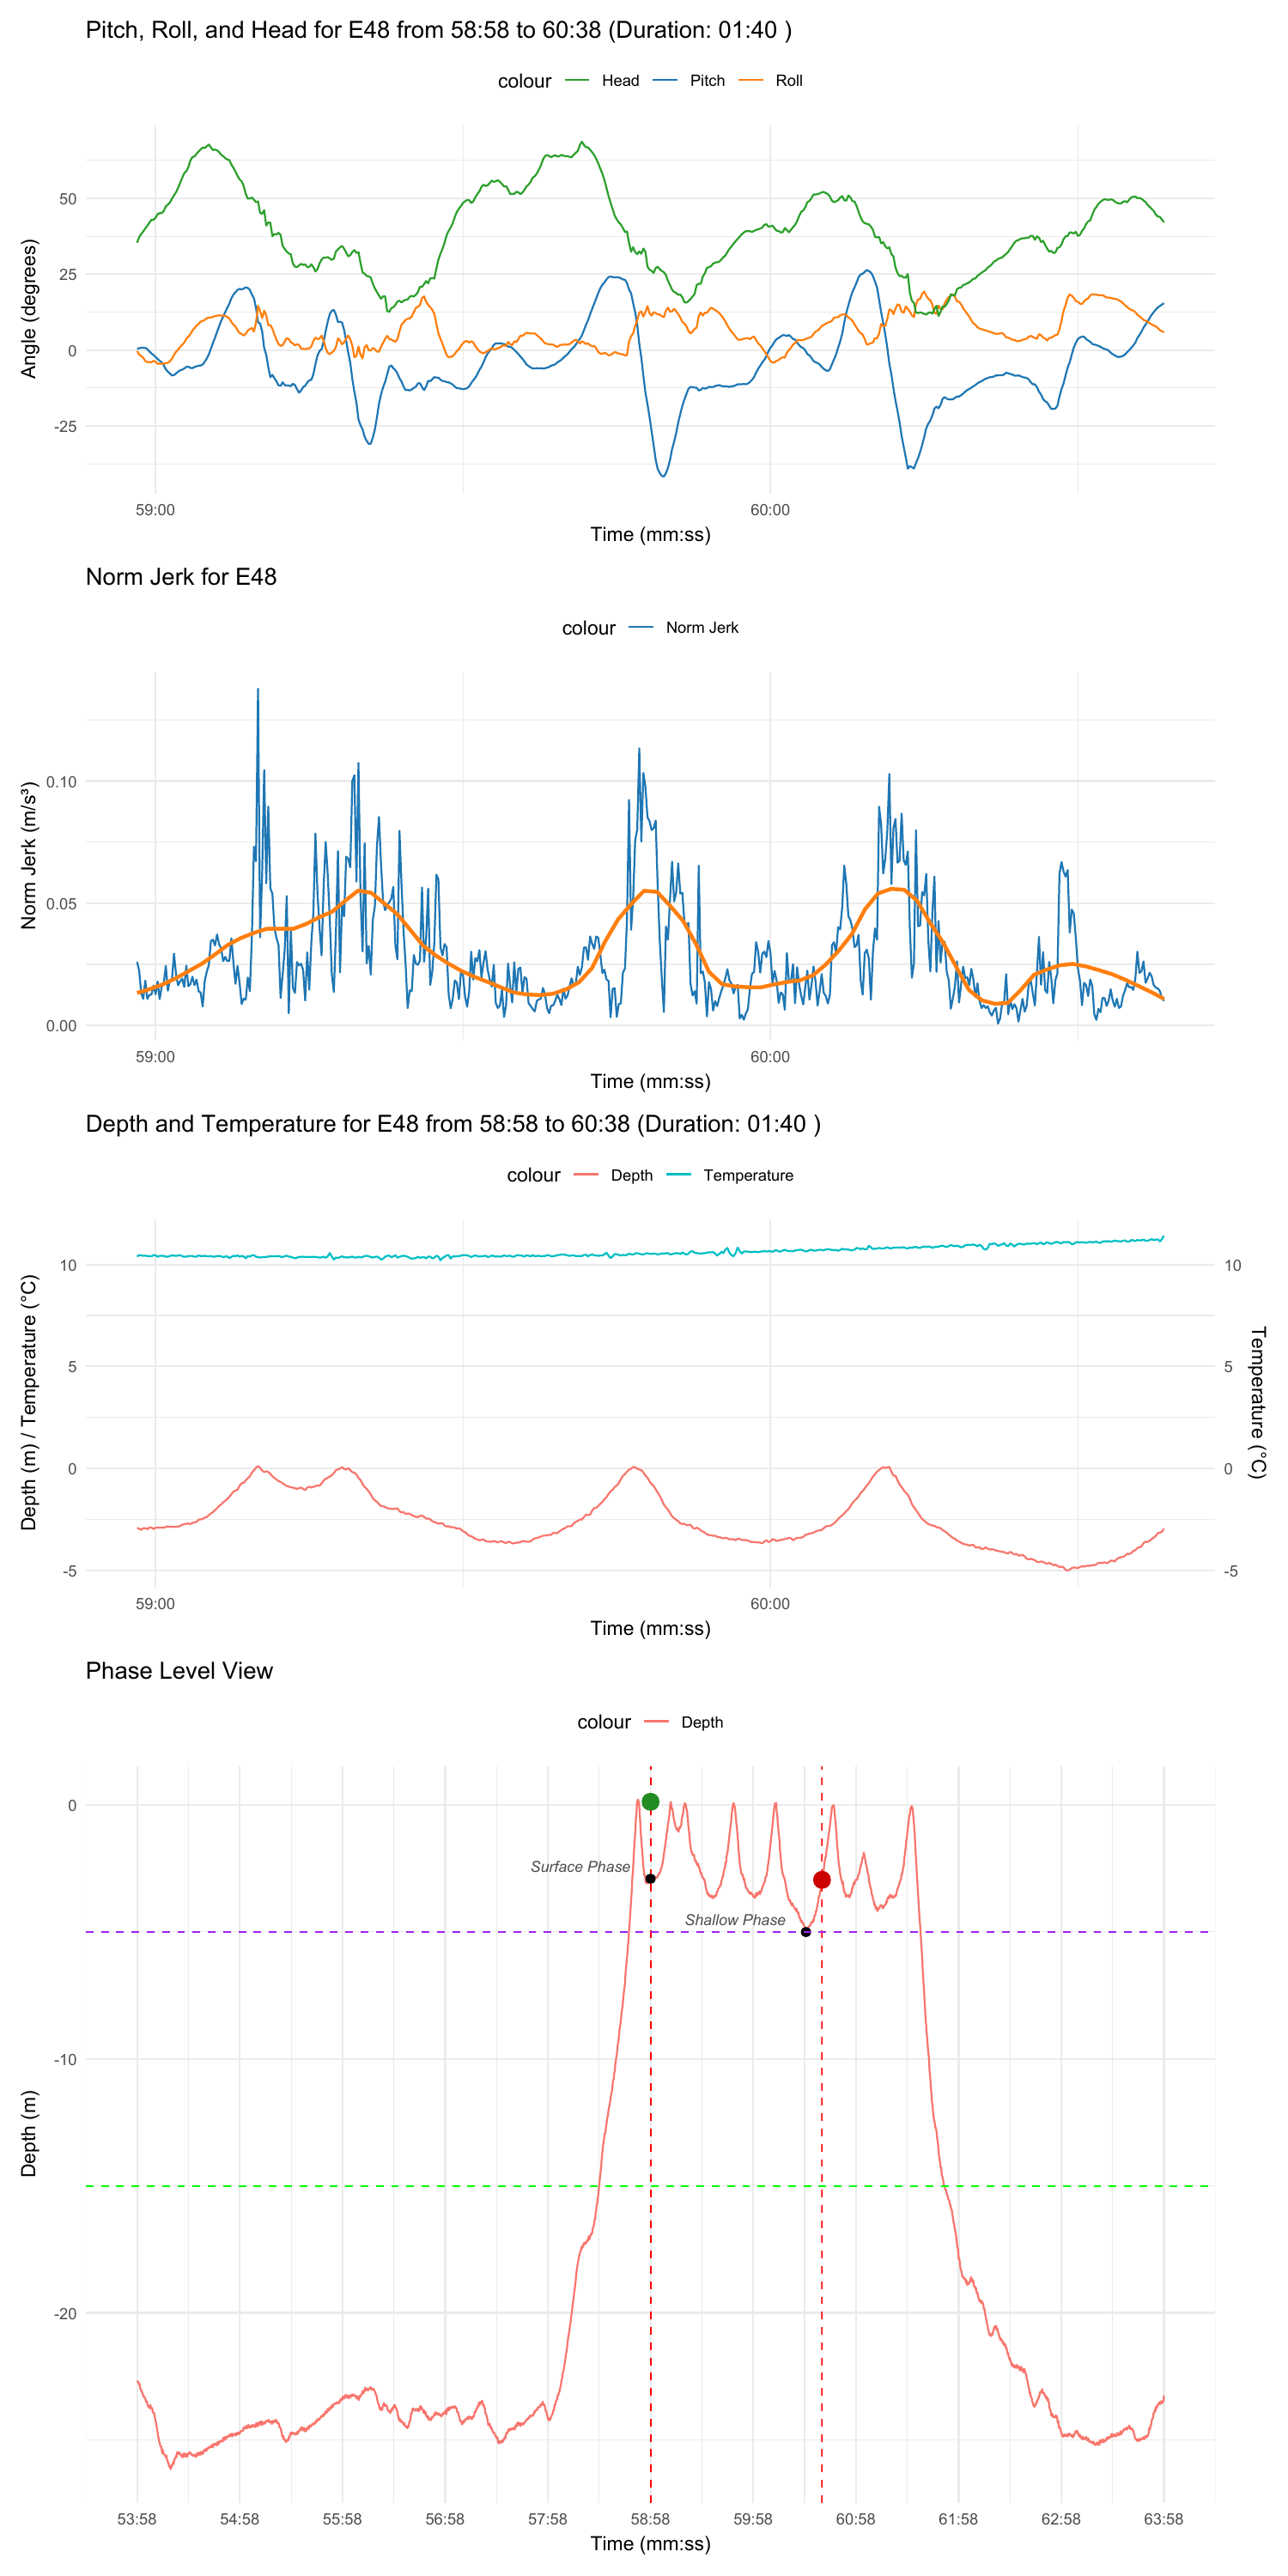 Pitch, Roll, and Head for E48 from 58:58 to 60:38 (Duration: 01:40 )
colour Head Pitch Roll
Angle (degrees)
50
25
0
-25
59:00 60:00
Time (mm:ss)
Norm Jerk for E48
colour Norm Jerk
Norm Jerk (m/s³)
0.10
0.05
0.00
59:00 60:00
Time (mm:ss)
Depth and Temperature for E48 from 58:58 to 60:38 (Duration: 01:40 )
colour Depth Temperature
Depth (m) / Temperature (°C)
10 10
5 5
0 0
-5 -5
Temperature (°C)
59:00 60:00
Time (mm:ss)
Phase Level View
colour Depth
Depth (m)
0
Surface Phase
Shallow Phase
-10
-20
53:58 54:58 55:58 56:58 57:58 58:58 59:58 60:58 61:58 62:58 63:58
Time (mm:ss)